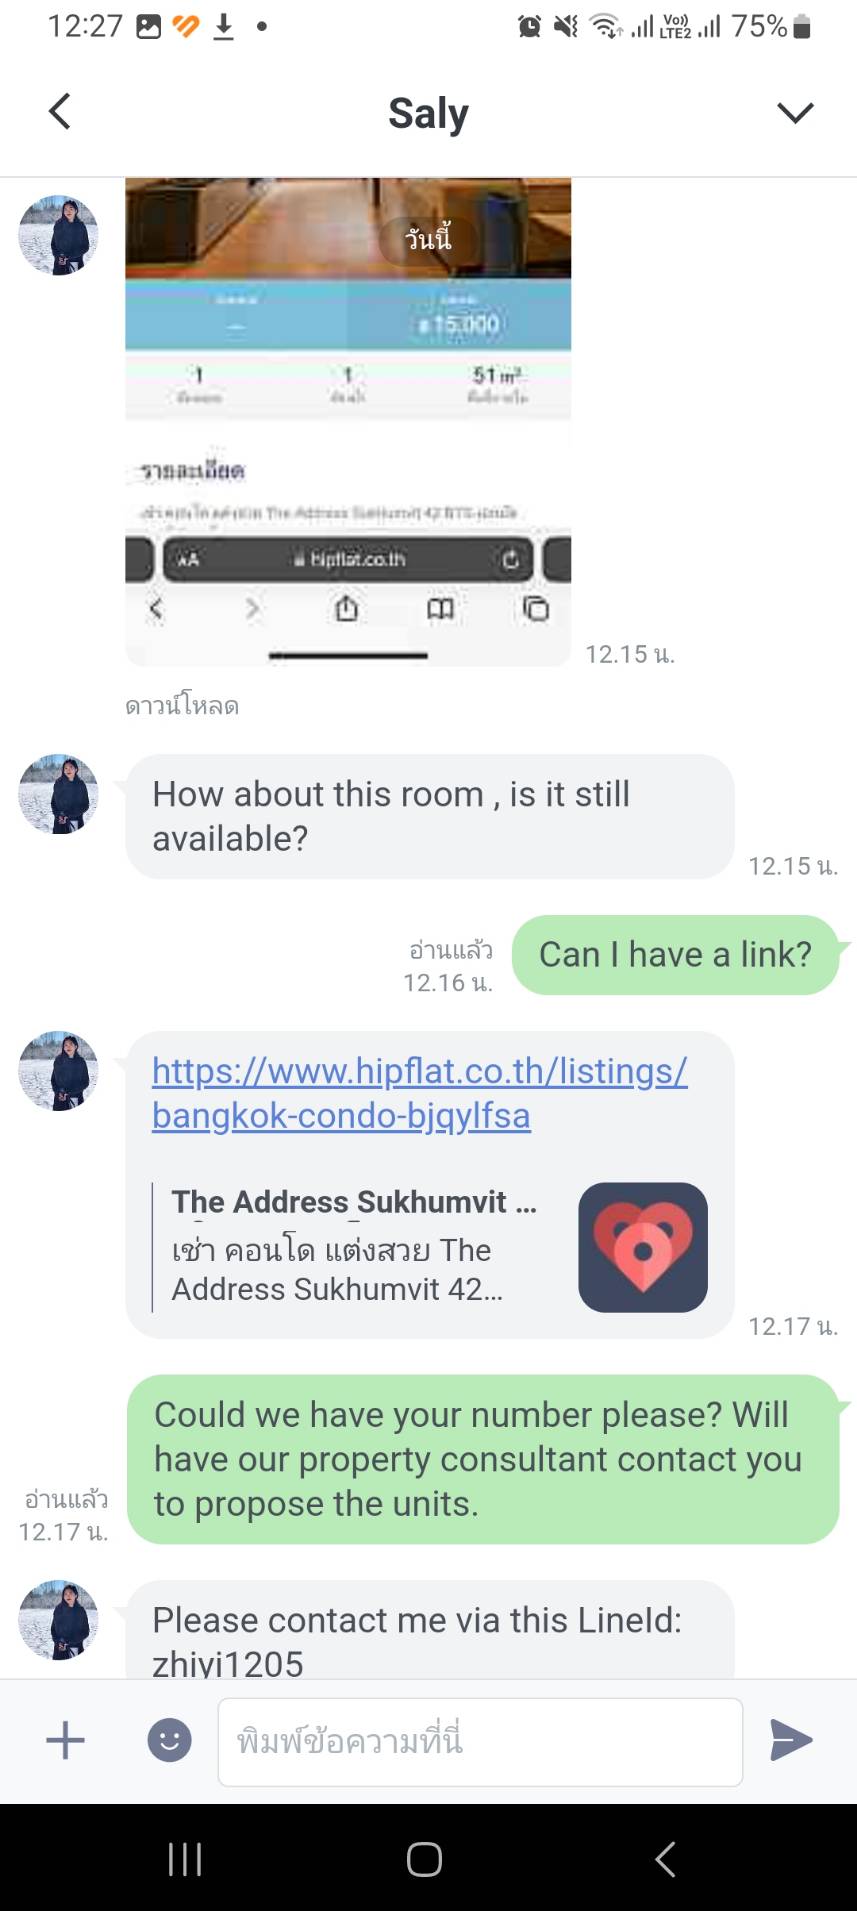 12:27
Vo))
LTE2
75%
Saly
วันนี้
฿ 15,000
1
1
51 m²
รายละเอียด
AA
hipflat.co.th
12.15 น.
ดาวน์โหลด
How about this room , is it still
available?
12.15 น.
อ่านแล้ว
12.16 น.
Can I have a link?
https://www.hipflat.co.th/listings/
bangkok-condo-bjqylfsa
The Address Sukhumvit ...
เช่า คอนโด แต่งสวย The
Address Sukhumvit 42...
12.17 น.
Could we have your number please? Will
have our property consultant contact you
to propose the units.
อ่านแล้ว
12.17 น.
Please contact me via this LineId:
zhiyi1205
พิมพ์ข้อความที่นี่